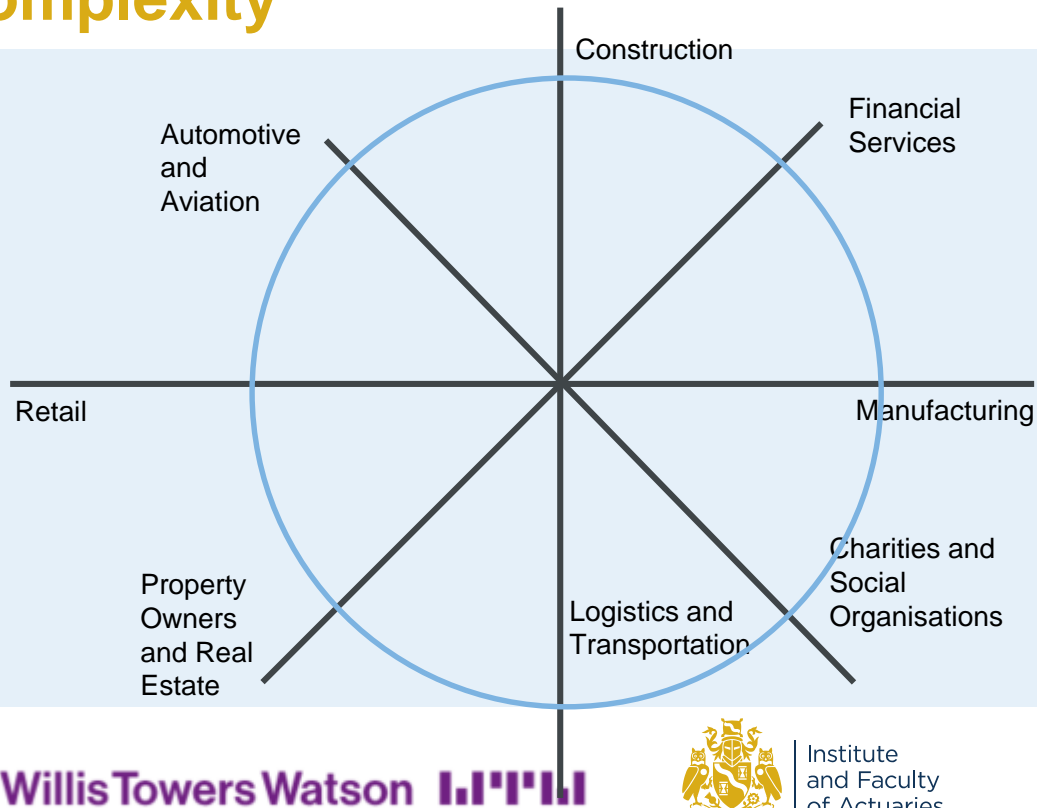 omplexity
Construction
Financial
Services
Automotive
and
Aviation
Retail
Manufacturing
Charities and
Social
Organisations
Property
Owners
and Real
Estate
Logistics and
Transportation
Willis Towers Watson
Institute
and Faculty
of Actuaries